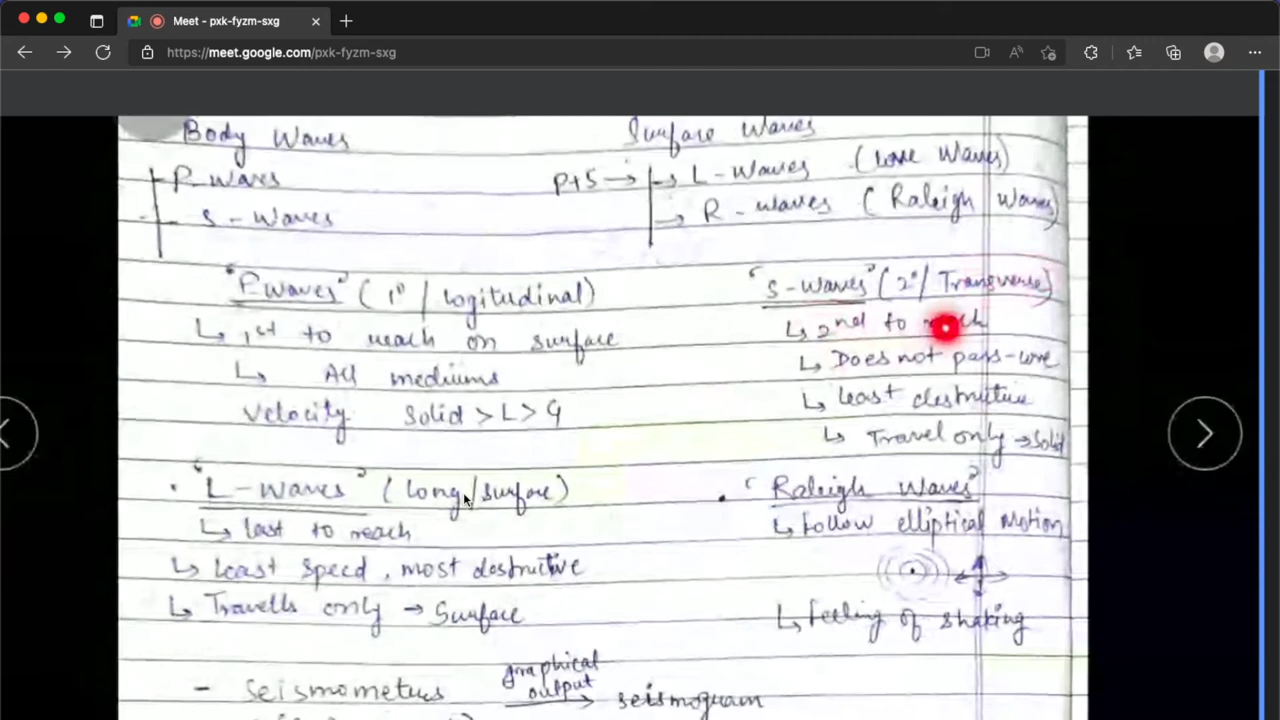 Meet - pxk-fyzm-sxg
https://meet.google.com/pxk-fyzm-sxg
Body Waves
Surface Waves
P-Waves
P+S → L-Waves (Love Waves)
S-Waves
→ R-waves (Raleigh Waves)
"P-Waves" (1° / Logitudinal)
↳ 1st to reach on surface
↳ All mediums
Velocity Solid > L > G
"S-Waves" (2°/ Transverse)
↳ 2nd to reach
↳ Does not pass-core
↳ Least destructive
↳ Travel only → Solid
• "L-Waves" (Long/surface)
↳ last to reach
↳ Least speed, most destructive
↳ Travells only → Surface
• "Raleigh Waves"
↳ Follow elliptical Motion
↳ Feeling of shaking
- Seismometers graphical output → seismogram